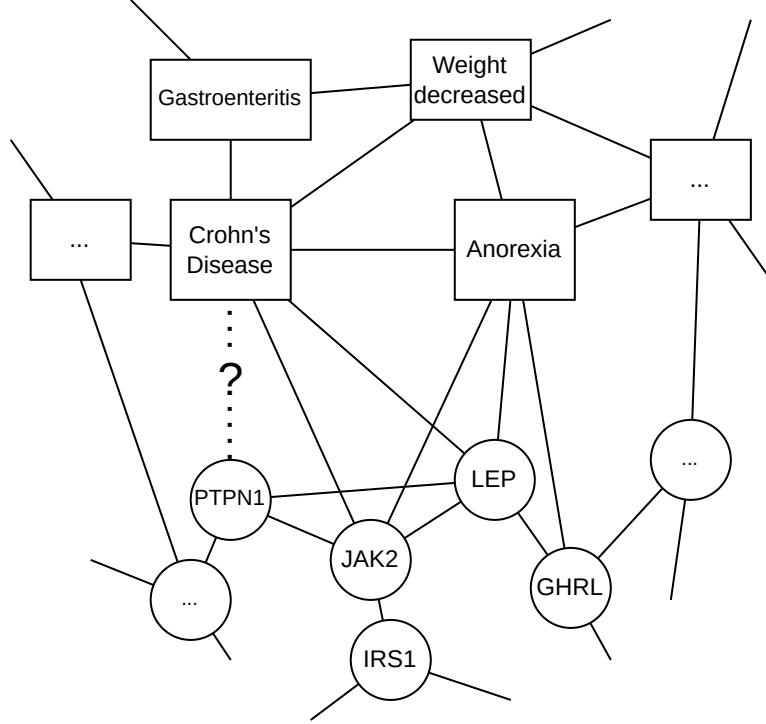 Weight
decreased
Gastroenteritis
...
...
Crohn's
Disease
Anorexia
?
...
LEP
PTPN1
JAK2
GHRL
...
IRS1